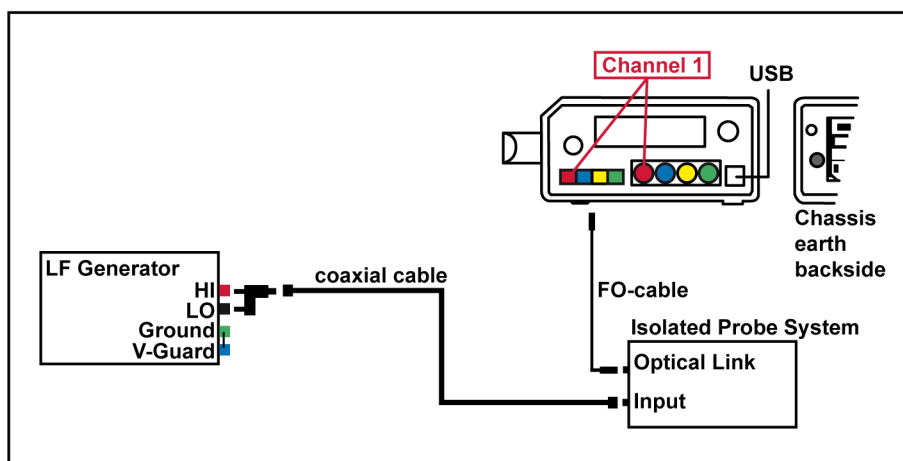 Channel 1
USB
Chassis
earth
backside
LF Generator
HI
LO
Ground
V-Guard
coaxial cable
FO-cable
Isolated Probe System
Optical Link
Input